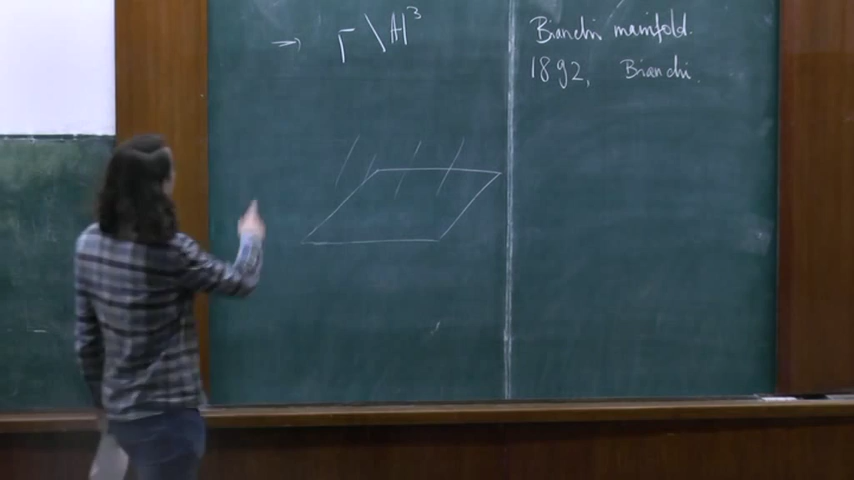 → Γ \ ℍ³
Bianchi manifold.
1892, Bianchi.